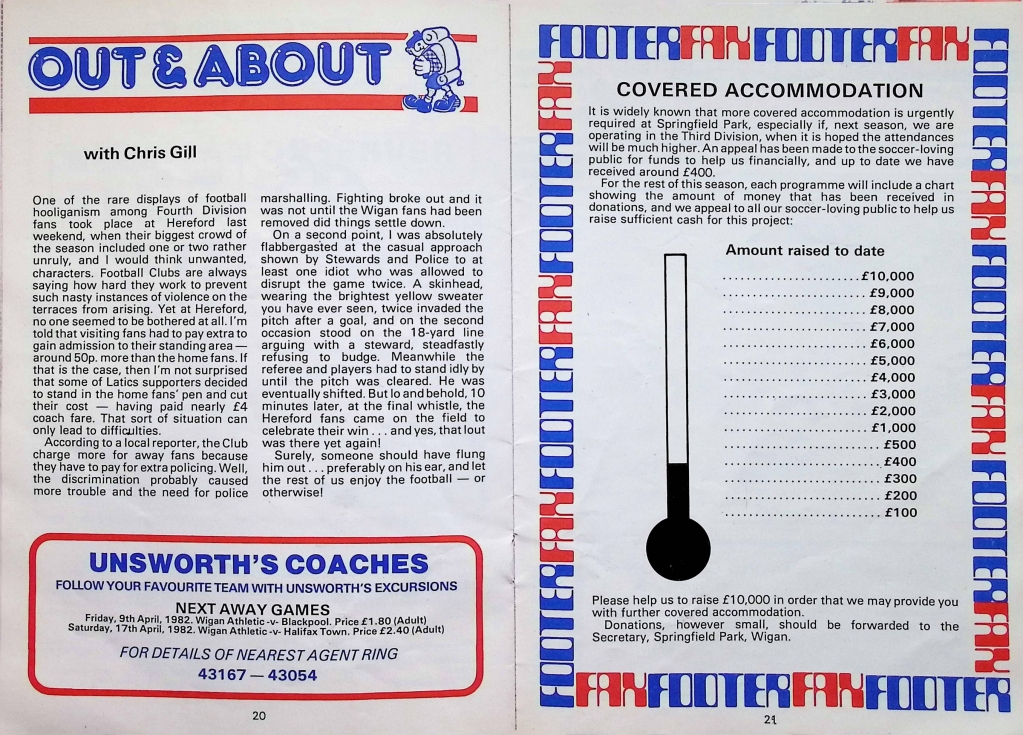 OUT & ABOUT
with Chris Gill
One of the rare displays of football
hooliganism among Fourth Division
fans took place at Hereford last
weekend, when their biggest crowd of
the season included one or two rather
unruly, and I would think unwanted,
characters. Football Clubs are always
saying how hard they work to prevent
such nasty instances of violence on the
terraces from arising. Yet at Hereford,
no one seemed to be bothered at all. I'm
told that visiting fans had to pay extra to
gain admission to their standing area —
around 50p. more than the home fans. If
that is the case, then I'm not surprised
that some of Latics supporters decided
to stand in the home fans' pen and cut
their cost — having paid nearly £4
coach fare. That sort of situation can
only lead to difficulties.
According to a local reporter, the Club
charge more for away fans because
they have to pay for extra policing. Well,
the discrimination probably caused
more trouble and the need for police
marshalling. Fighting broke out and it
was not until the Wigan fans had been
removed did things settle down.
On a second point, I was absolutely
flabbergasted at the casual approach
shown by Stewards and Police to at
least one idiot who was allowed to
disrupt the game twice. A skinhead,
wearing the brightest yellow sweater
you have ever seen, twice invaded the
pitch after a goal, and on the second
occasion stood on the 18-yard line
arguing with a steward, steadfastly
refusing to budge. Meanwhile the
referee and players had to stand idly by
until the pitch was cleared. He was
eventually shifted. But lo and behold, 10
minutes later, at the final whistle, the
Hereford fans came on the field to
celebrate their win . . . and yes, that lout
was there yet again!
Surely, someone should have flung
him out . . . preferably on his ear, and let
the rest of us enjoy the football — or
otherwise!
UNSWORTH'S COACHES
FOLLOW YOUR FAVOURITE TEAM WITH UNSWORTH'S EXCURSIONS
NEXT AWAY GAMES
Friday, 9th April, 1982. Wigan Athletic -v- Blackpool. Price £1.80 (Adult)
Saturday, 17th April, 1982. Wigan Athletic -v- Halifax Town. Price £2.40 (Adult)
FOR DETAILS OF NEAREST AGENT RING
43167 — 43054
20
FOOTER FAX FOOTER FAX
FOOTER FAX FOOTER FAX FOOTER FAX
FOOTER FAX FOOTER FAX FOOTER FAX
COVERED ACCOMMODATION
It is widely known that more covered accommodation is urgently
required at Springfield Park, especially if, next season, we are
operating in the Third Division, when it is hoped the attendances
will be much higher. An appeal has been made to the soccer-loving
public for funds to help us financially, and up to date we have
received around £400.
For the rest of this season, each programme will include a chart
showing the amount of money that has been received in
donations, and we appeal to all our soccer-loving public to help us
raise sufficient cash for this project:
Amount raised to date
£10,000
£9,000
£8,000
£7,000
£6,000
£5,000
£4,000
£3,000
£2,000
£1,000
£500
£400
£300
£200
£100
Please help us to raise £10,000 in order that we may provide you
with further covered accommodation.
Donations, however small, should be forwarded to the
Secretary, Springfield Park, Wigan.
FAX FOOTER FAX FOOTER
21